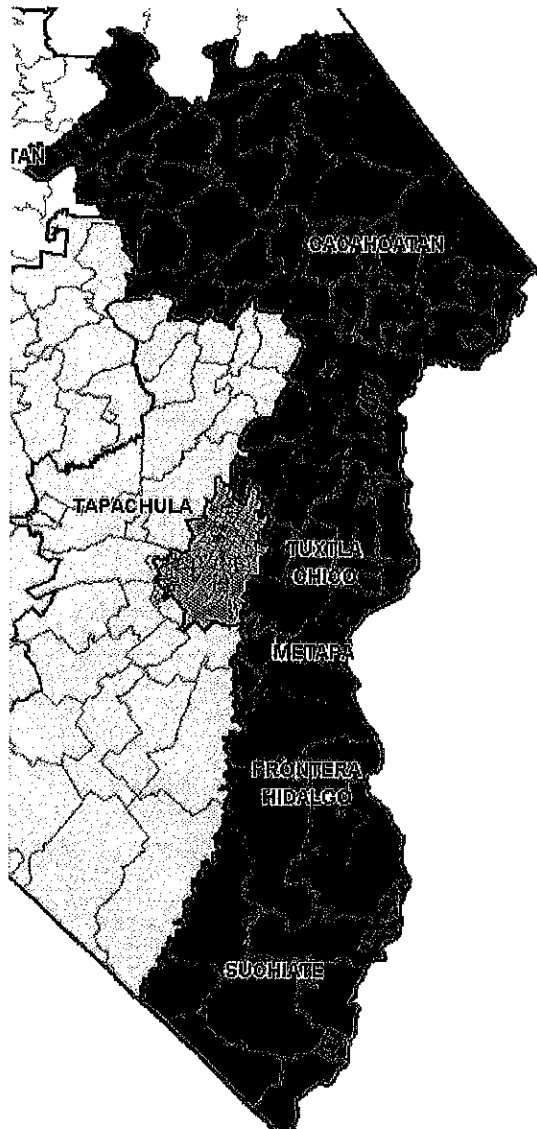 TAN
CACAHOATAN
TAPACHULA
TUXTLA
CHICO
METAPA
FRONTERA
HIDALGO
SUCHIATE